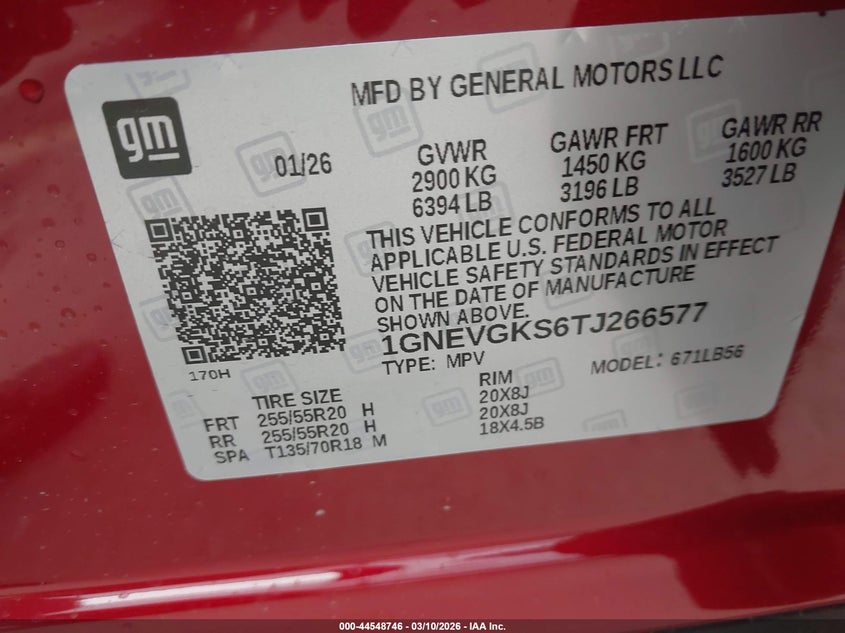 MFD BY GENERAL MOTORS LLC
gm
01/26
GVWR
2900 KG
6394 LB
GAWR FRT
1450 KG
3196 LB
GAWR RR
1600 KG
3527 LB
THIS VEHICLE CONFORMS TO ALL
APPLICABLE U.S. FEDERAL MOTOR
VEHICLE SAFETY STANDARDS IN EFFECT
ON THE DATE OF MANUFACTURE
SHOWN ABOVE.
1GNEVGKS6TJ266577
TYPE: MPV
MODEL: 671LB56
170H
TIRE SIZE
RIM
FRT 255/55R20 H 20X8J
RR 255/55R20 H 20X8J
SPA T135/70R18 M 18X4.5B
000-44548746 — 03/10/2026 — IAA Inc.